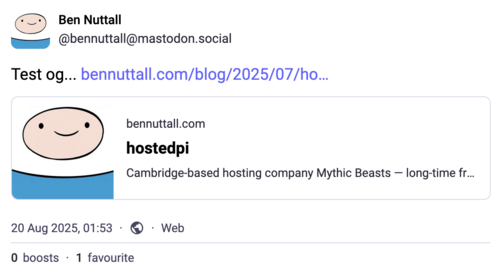 Ben Nuttall
@bennuttall@mastodon.social
Test og... bennuttall.com/blog/2025/07/ho…
bennuttall.com
hostedpi
Cambridge-based hosting company Mythic Beasts — long-time fr…
20 Aug 2025, 01:53 · · Web
0 boosts · 1 favourite